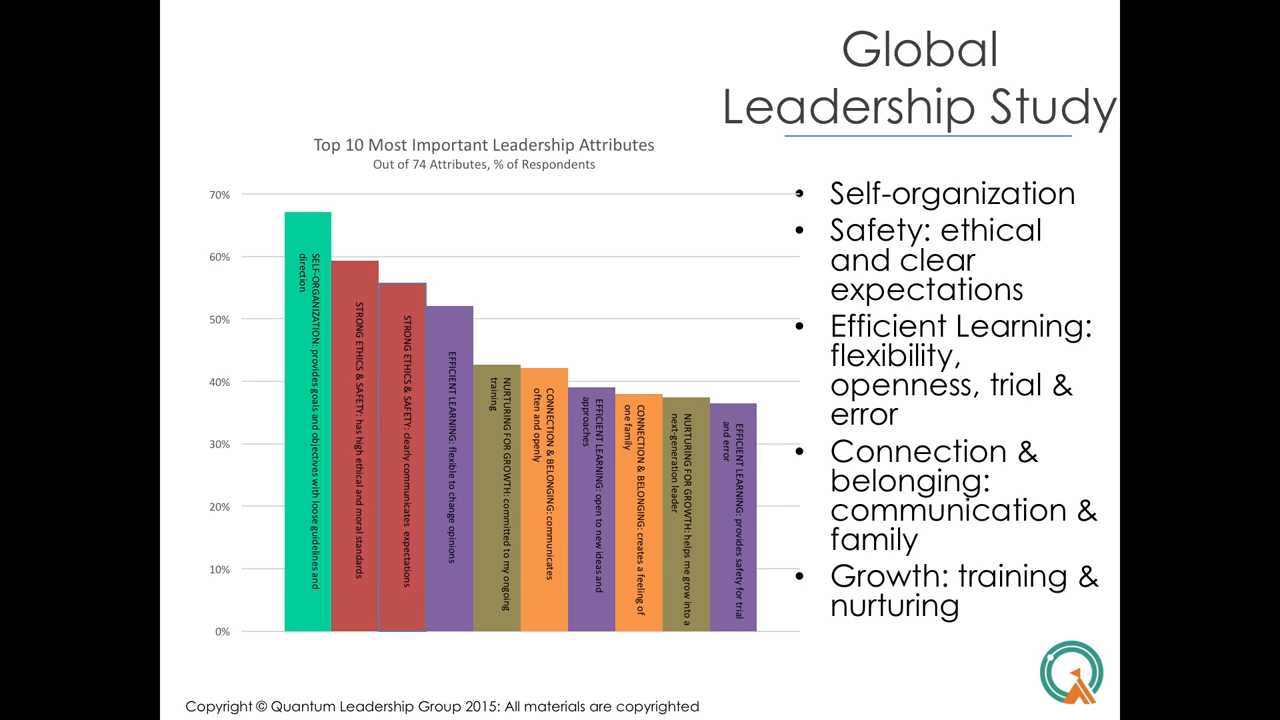 Global
Leadership Study
Top 10 Most Important Leadership Attributes
Out of 74 Attributes, % of Respondents
70%
60%
50%
40%
30%
20%
10%
0%
SELF-ORGANIZATION: provides goals and objectives with loose guidelines and
direction
STRONG ETHICS & SAFETY: has high ethical and moral standards
STRONG ETHICS & SAFETY: clearly communicates expectations
EFFICIENT LEARNING: flexible to change opinions
NURTURING FOR GROWTH: committed to my ongoing
training
CONNECTION & BELONGING: communicates
often and openly
EFFICIENT LEARNING: open to new ideas and
approaches
CONNECTION & BELONGING: creates a feeling of
one family
NURTURING FOR GROWTH: helps me grow into a
next-generation leader
EFFICIENT LEARNING: provides safety for trial
and error
• Self-organization
• Safety: ethical
and clear
expectations
• Efficient Learning:
flexibility,
openness, trial &
error
• Connection &
belonging:
communication &
family
• Growth: training &
nurturing
Copyright © Quantum Leadership Group 2015: All materials are copyrighted